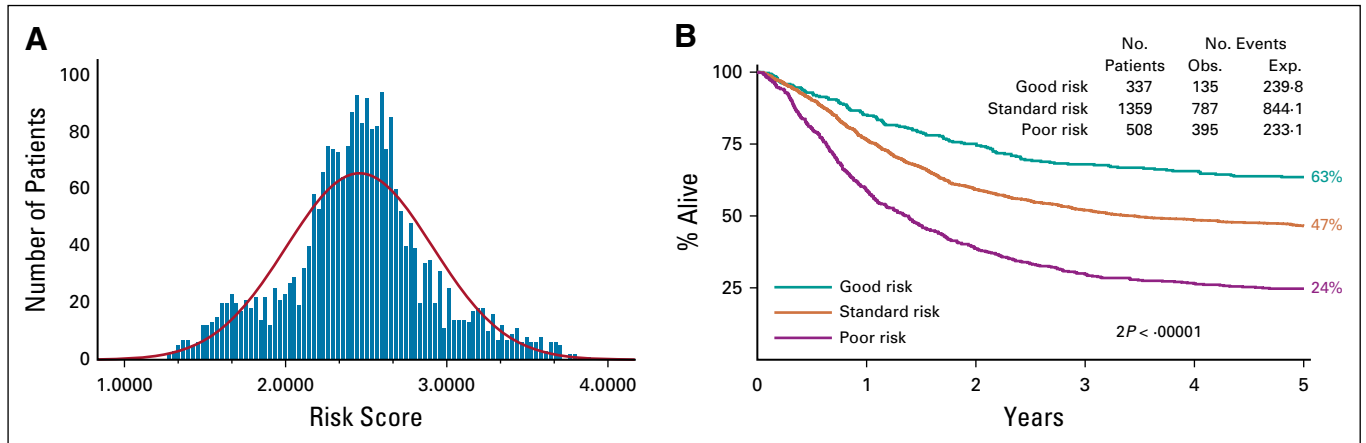 A
Number of Patients
100
80
60
40
20
0
1.0000 2.0000 3.0000 4.0000
Risk Score
B
No. No. Events
Patients Obs. Exp.
Good risk 337 135 239·8
Standard risk 1359 787 844·1
Poor risk 508 395 233·1
% Alive
100
75
50
25
63%
47%
24%
Good risk
Standard risk
Poor risk
2P < ·00001
0 1 2 3 4 5
Years